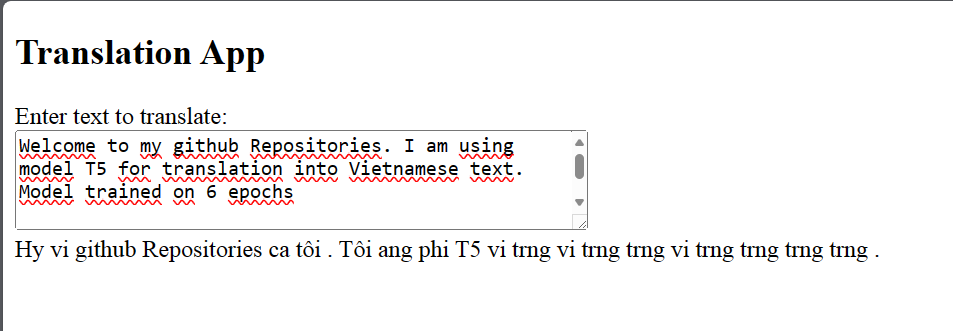 Translation App
Enter text to translate:
Welcome to my github Repositories. I am using
model T5 for translation into Vietnamese text.
Model trained on 6 epochs
Hy vi github Repositories ca tôi . Tôi ang phi T5 vi trng vi trng trng vi trng trng trng trng .